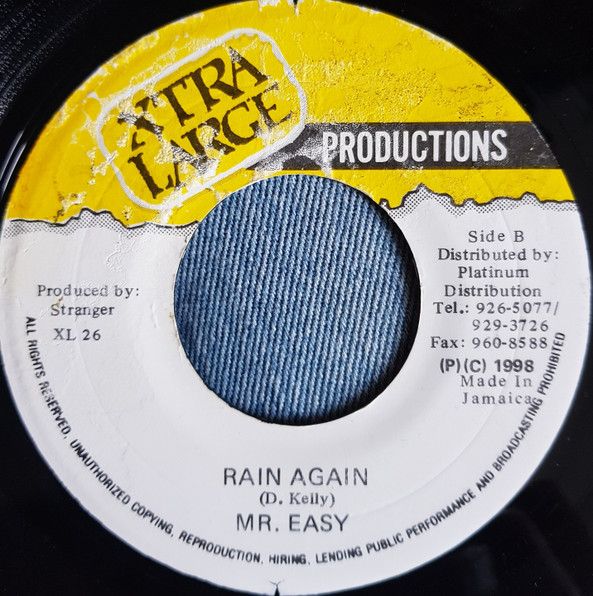 XTRA
LARGE
PRODUCTIONS
Side B
Distributed by:
Platinum
Distribution
Tel.: 926-5077/
929-3726
Fax: 960-8588
(P)(C) 1998
Made In
Jamaica
Produced by:
Stranger
XL 26
RAIN AGAIN
(D. Kelly)
MR. EASY
ALL RIGHTS RESERVED. UNAUTHORIZED COPYING, REPRODUCTION, HIRING, LENDING PUBLIC PERFORMANCE AND BROADCASTING PROHIBITED